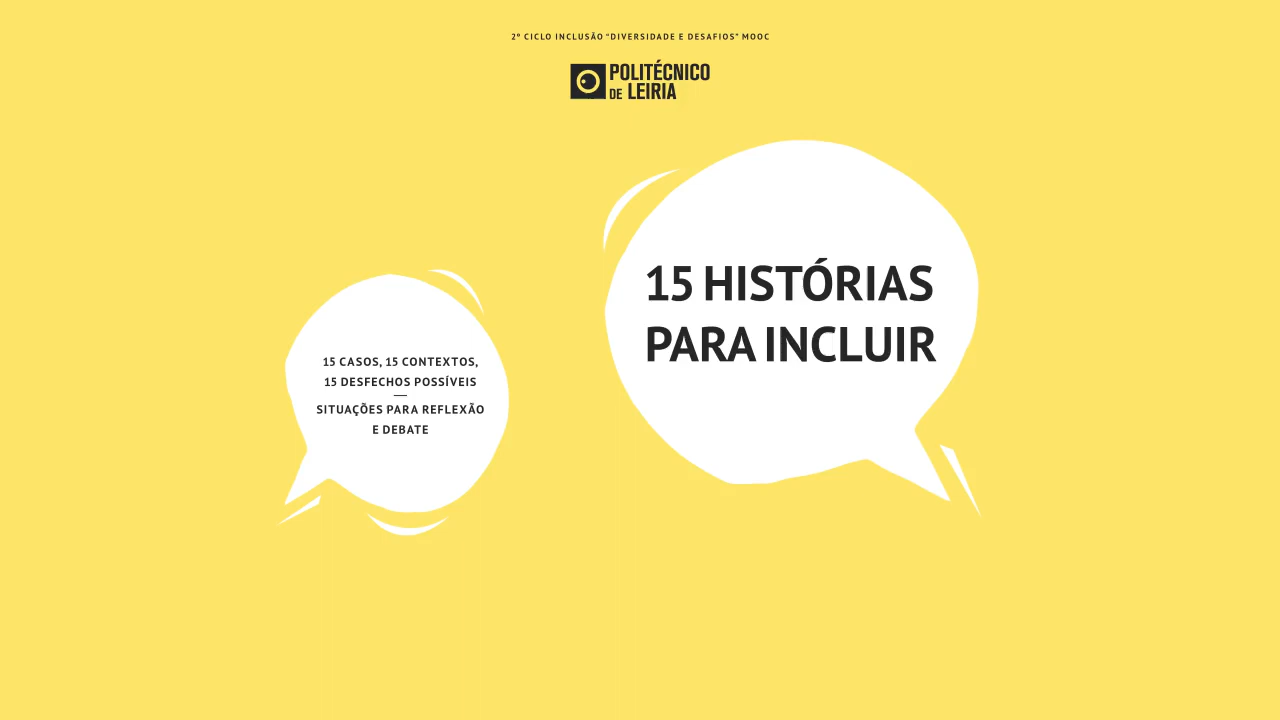 2º CICLO INCLUSÃO "DIVERSIDADE E DESAFIOS" MOOC
POLITÉCNICO
DE LEIRIA
15 HISTÓRIAS
PARA INCLUIR
15 CASOS, 15 CONTEXTOS,
15 DESFECHOS POSSÍVEIS
—
SITUAÇÕES PARA REFLEXÃO
E DEBATE